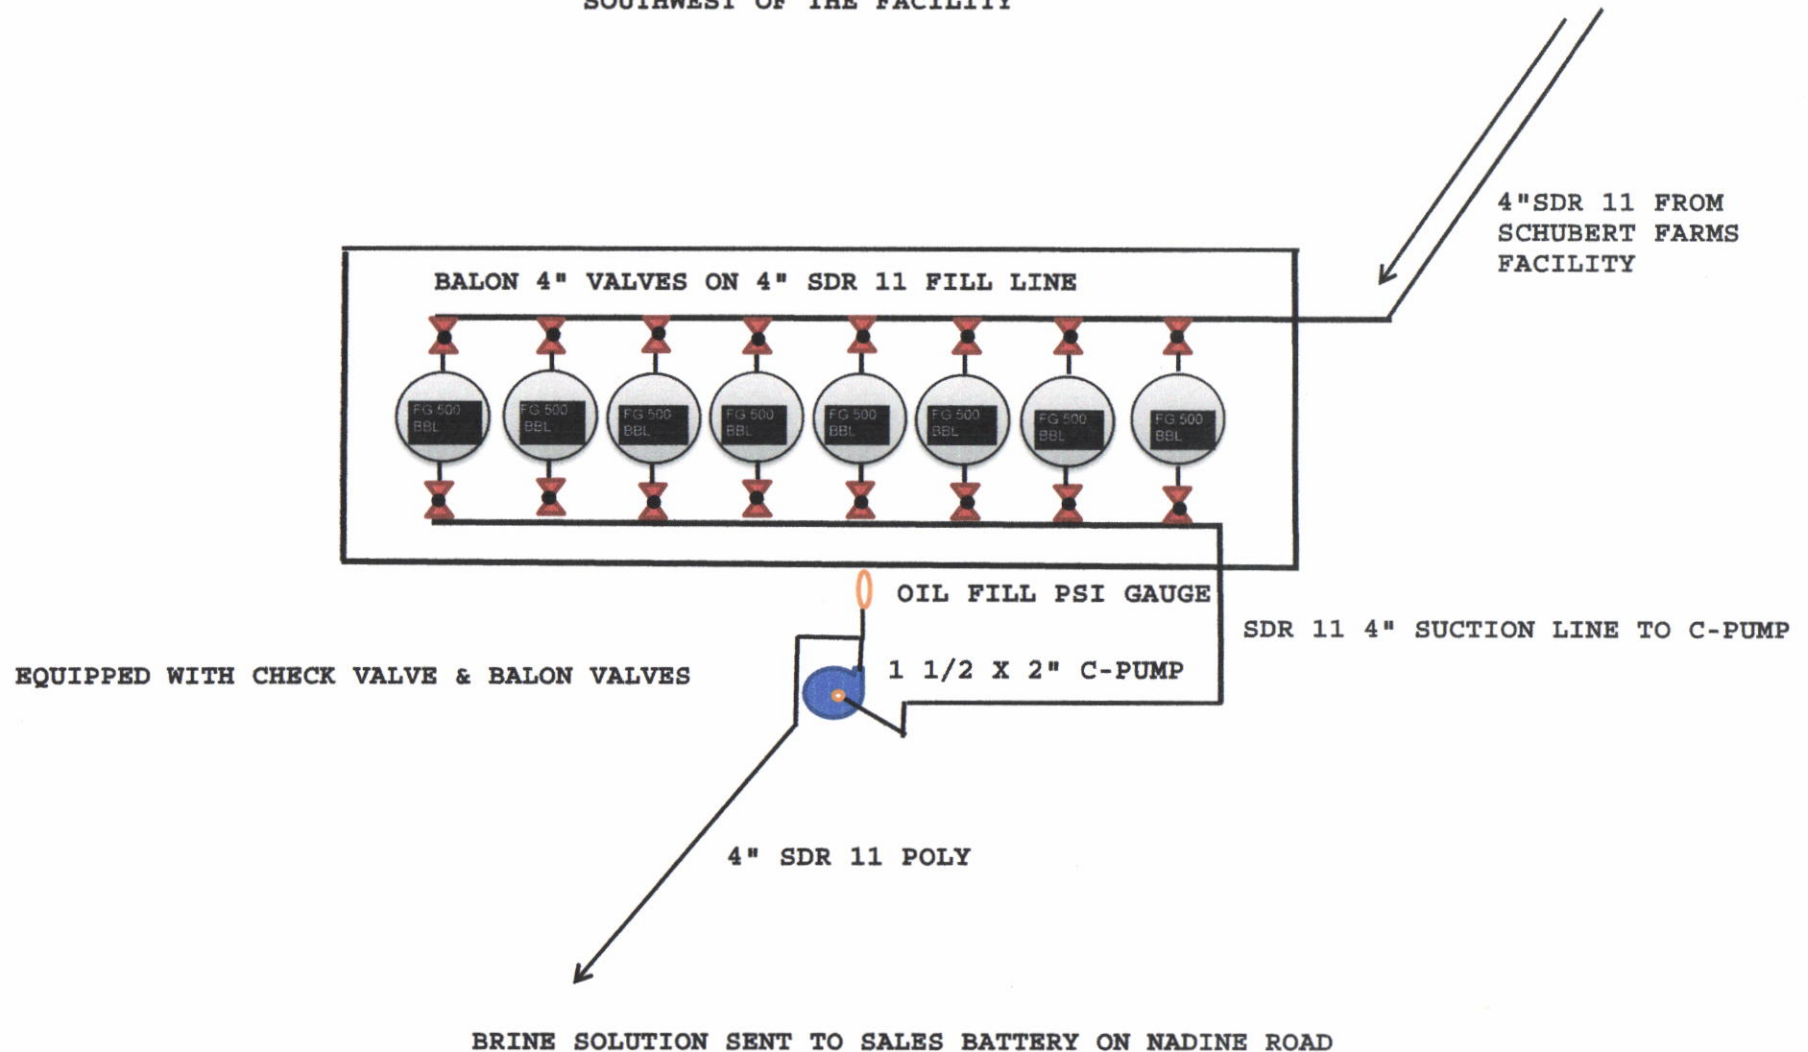 SOUTHWEST OF THE FACILITY
4"SDR 11 FROM
SCHUBERT FARMS
FACILITY
BALON 4" VALVES ON 4" SDR 11 FILL LINE
FG 500
BBL
FG 500
BBL
FG 500
BBL
FG 500
BBL
FG 500
BBL
FG 500
BBL
FG 500
BBL
FG 500
BBL
OIL FILL PSI GAUGE
SDR 11 4" SUCTION LINE TO C-PUMP
EQUIPPED WITH CHECK VALVE & BALON VALVES
1 1/2 X 2" C-PUMP
4" SDR 11 POLY
BRINE SOLUTION SENT TO SALES BATTERY ON NADINE ROAD